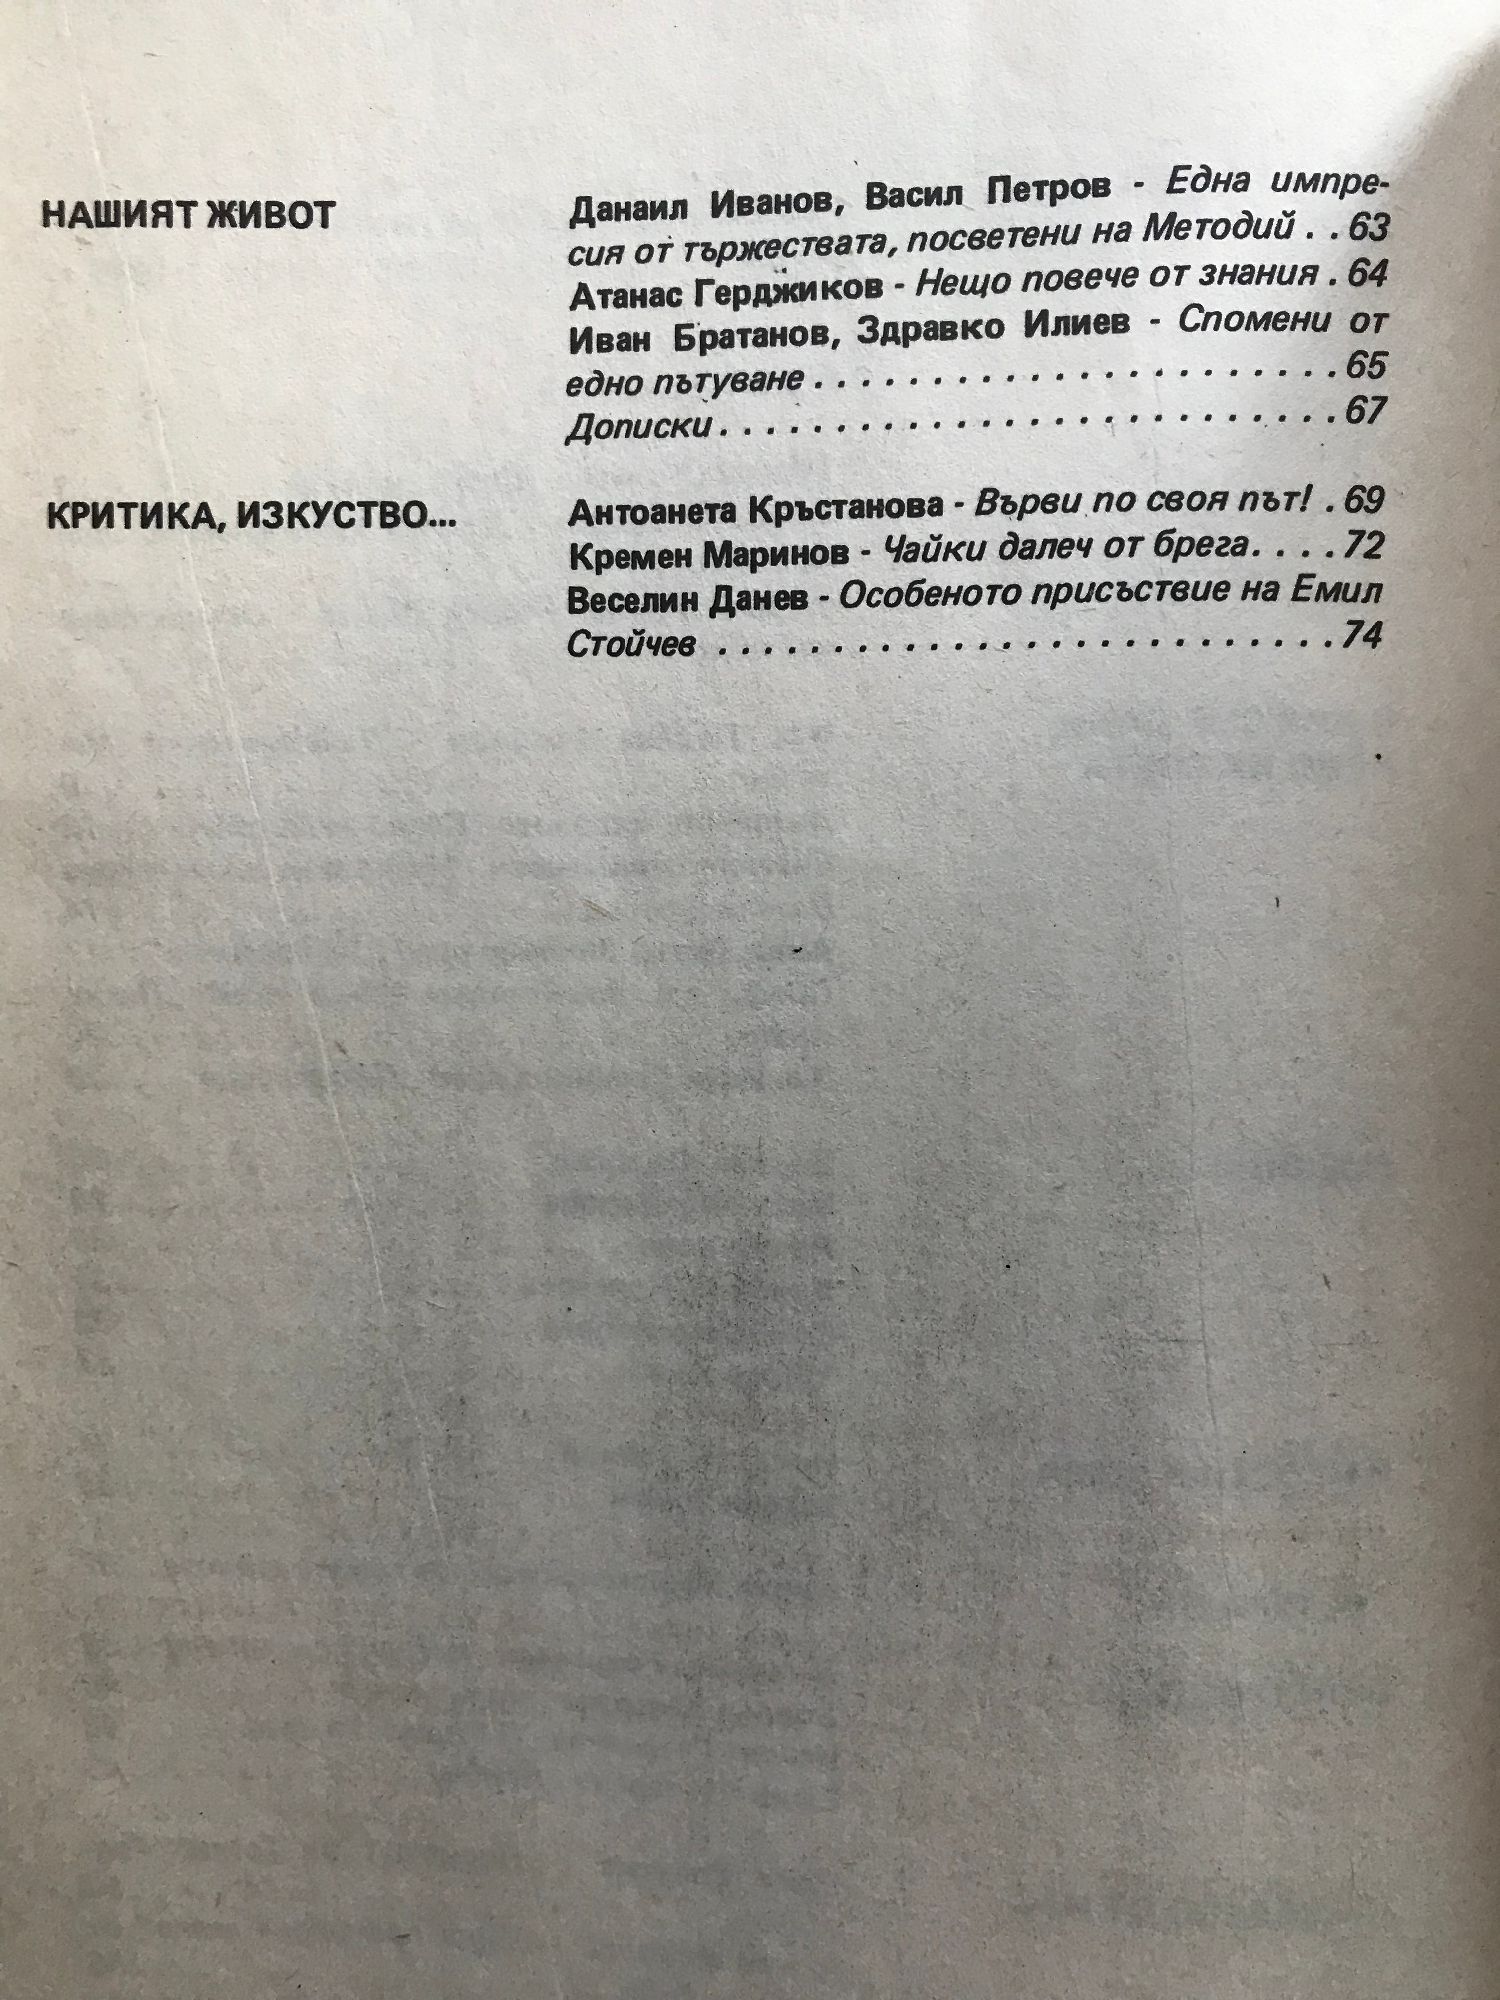 НАШИЯТ ЖИВОТ
Данаил Иванов, Васил Петров - Една импре-
сия от тържествата, посветени на Методий . . 63
Атанас Герджиков - Нещо повече от знания . 64
Иван Братанов, Здравко Илиев - Спомени от
едно пътуване . . . . . . . . . . . . . . . . . . . . . . . 65
Дописки. . . . . . . . . . . . . . . . . . . . . . . . . . . 67
КРИТИКА, ИЗКУСТВО...
Антоанета Кръстанова - Върви по своя път! . 69
Кремен Маринов - Чайки далеч от брега. . . . 72
Веселин Данев - Особеното присъствие на Емил
Стойчев . . . . . . . . . . . . . . . . . . . . . . . . . . . 74